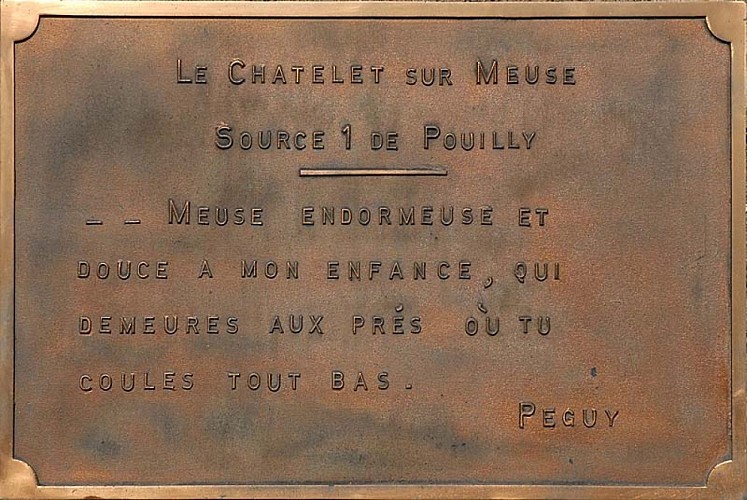 LE CHATELET SUR MEUSE
SOURCE 1 DE POUILLY
_ _ MEUSE ENDORMEUSE ET
DOUCE A MON ENFANCE, QUI
DEMEURES AUX PRÉS OÙ TU
COULES TOUT BAS.
PEGUY